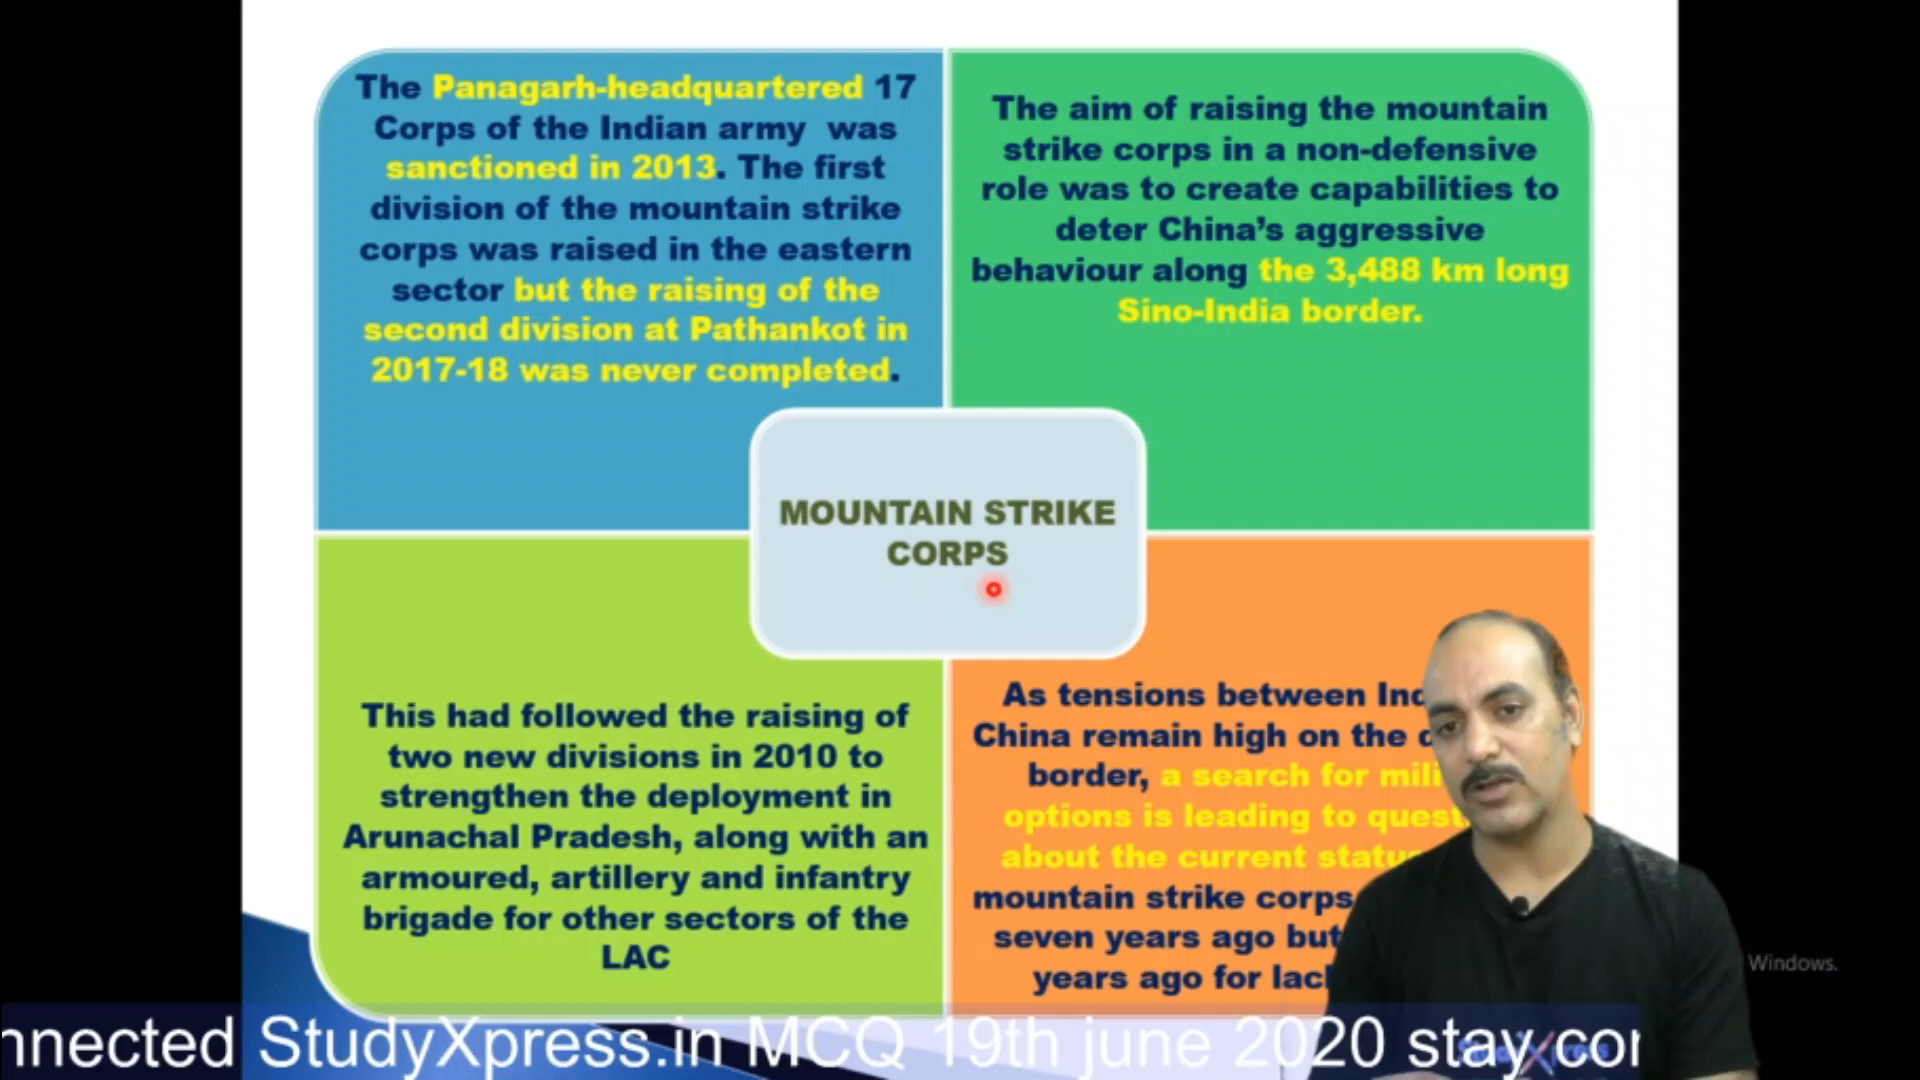 The Panagarh-headquartered 17
Corps of the Indian army was
sanctioned in 2013. The first
division of the mountain strike
corps was raised in the eastern
sector but the raising of the
second division at Pathankot in
2017-18 was never completed.
The aim of raising the mountain
strike corps in a non-defensive
role was to create capabilities to
deter China's aggressive
behaviour along the 3,488 km long
Sino-India border.
MOUNTAIN STRIKE
CORPS
This had followed the raising of
two new divisions in 2010 to
strengthen the deployment in
Arunachal Pradesh, along with an
armoured, artillery and infantry
brigade for other sectors of the
LAC
As tensions between
China remain high on the
border, a search for
options is leading to
about the current
mountain strike corps
seven years ago but
years ago for
Windows.
nnected StudyXpress.in MCQ 19th june 2020 stay